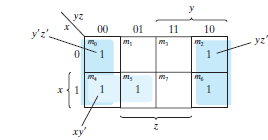 y
yz
x
00 01 11 10
y'z'
m₀ m₁ m₃ m₂
yz'
0 1 1
m₄ m₅ m₇ m₆
x 1 1 1 1
z
xy'